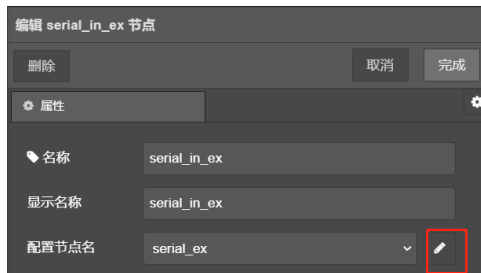 编辑 serial_in_ex 节点
删除 取消 完成
属性
名称 serial_in_ex
显示名称 serial_in_ex
配置节点名 serial_ex